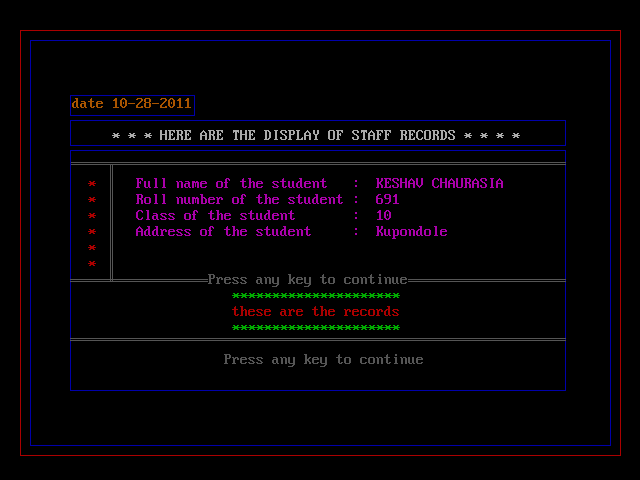 date 10-28-2011
* * * HERE ARE THE DISPLAY OF STAFF RECORDS * * * *
* Full name of the student : KESHAV CHAURASIA
* Roll number of the student : 691
* Class of the student : 10
* Address of the student : Kupondole
*
*
Press any key to continue
*********************
these are the records
*********************
Press any key to continue